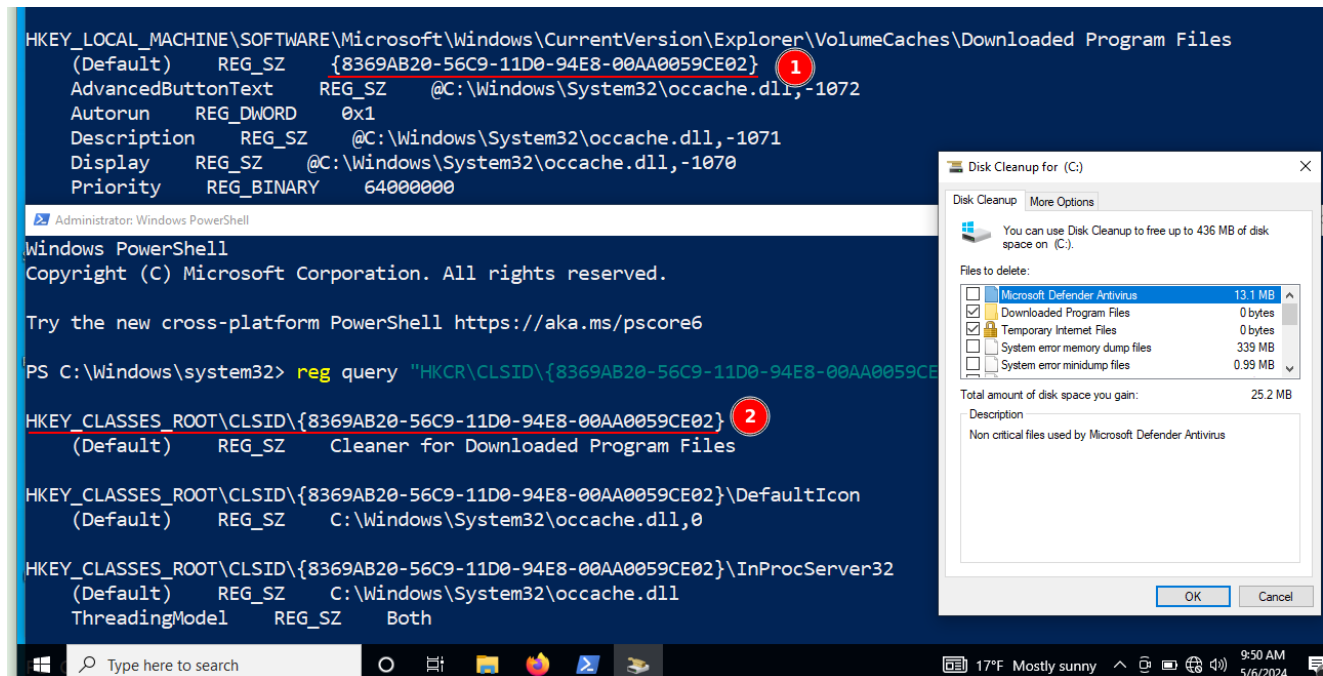 HKEY_LOCAL_MACHINE\SOFTWARE\Microsoft\Windows\CurrentVersion\Explorer\VolumeCaches\Downloaded Program Files
(Default) REG_SZ {8369AB20-56C9-11D0-94E8-00AA0059CE02} 1
AdvancedButtonText REG_SZ @C:\Windows\System32\occache.dll,-1072
Autorun REG_DWORD 0x1
Description REG_SZ @C:\Windows\System32\occache.dll,-1071
Display REG_SZ @C:\Windows\System32\occache.dll,-1070
Priority REG_BINARY 64000000
Administrator: Windows PowerShell
Windows PowerShell
Copyright (C) Microsoft Corporation. All rights reserved.
Try the new cross-platform PowerShell https://aka.ms/pscore6
PS C:\Windows\system32> reg query "HKCR\CLSID\{8369AB20-56C9-11D0-94E8-00AA0059CE
HKEY_CLASSES_ROOT\CLSID\{8369AB20-56C9-11D0-94E8-00AA0059CE02} 2
(Default) REG_SZ Cleaner for Downloaded Program Files
HKEY_CLASSES_ROOT\CLSID\{8369AB20-56C9-11D0-94E8-00AA0059CE02}\DefaultIcon
(Default) REG_SZ C:\Windows\System32\occache.dll,0
HKEY_CLASSES_ROOT\CLSID\{8369AB20-56C9-11D0-94E8-00AA0059CE02}\InProcServer32
(Default) REG_SZ C:\Windows\System32\occache.dll
ThreadingModel REG_SZ Both
Disk Cleanup for (C:)
Disk Cleanup More Options
You can use Disk Cleanup to free up to 436 MB of disk
space on (C:).
Files to delete:
Microsoft Defender Antivirus 13.1 MB
Downloaded Program Files 0 bytes
Temporary Internet Files 0 bytes
System error memory dump files 339 MB
System error minidump files 0.99 MB
Total amount of disk space you gain: 25.2 MB
Description
Non critical files used by Microsoft Defender Antivirus
OK Cancel
Type here to search
17°F Mostly sunny
9:50 AM
5/6/2024